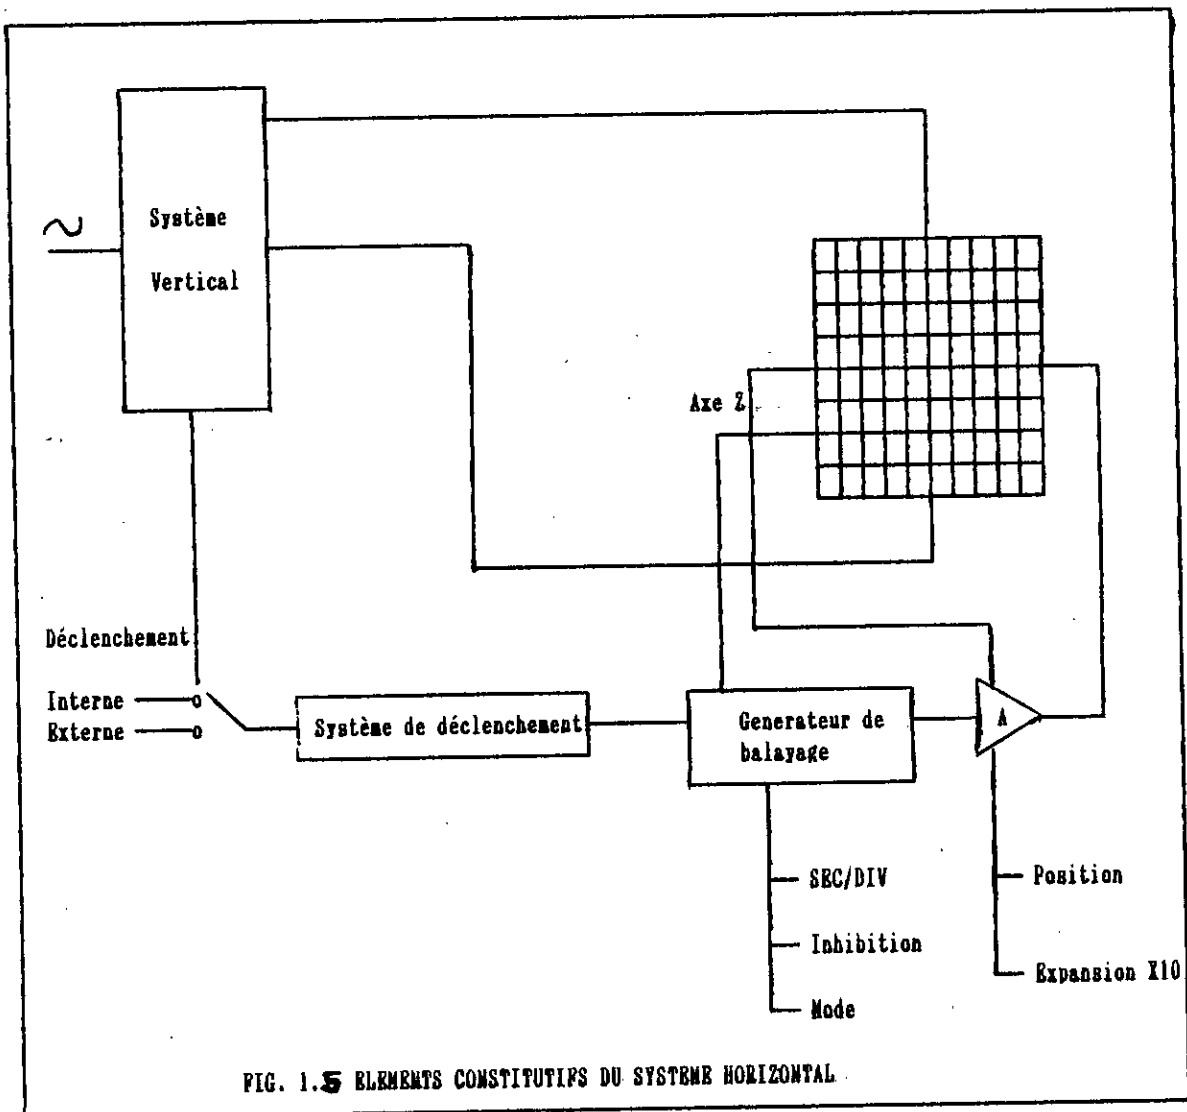 Système
Vertical
Axe Z
Déclenchement
Interne
Externe
Système de déclenchement
Generateur de
balayage
A
SEC/DIV
Inhibition
Mode
Position
Expansion X10
FIG. 1.5 ELEMENTS CONSTITUTIFS DU SYSTEME HORIZONTAL